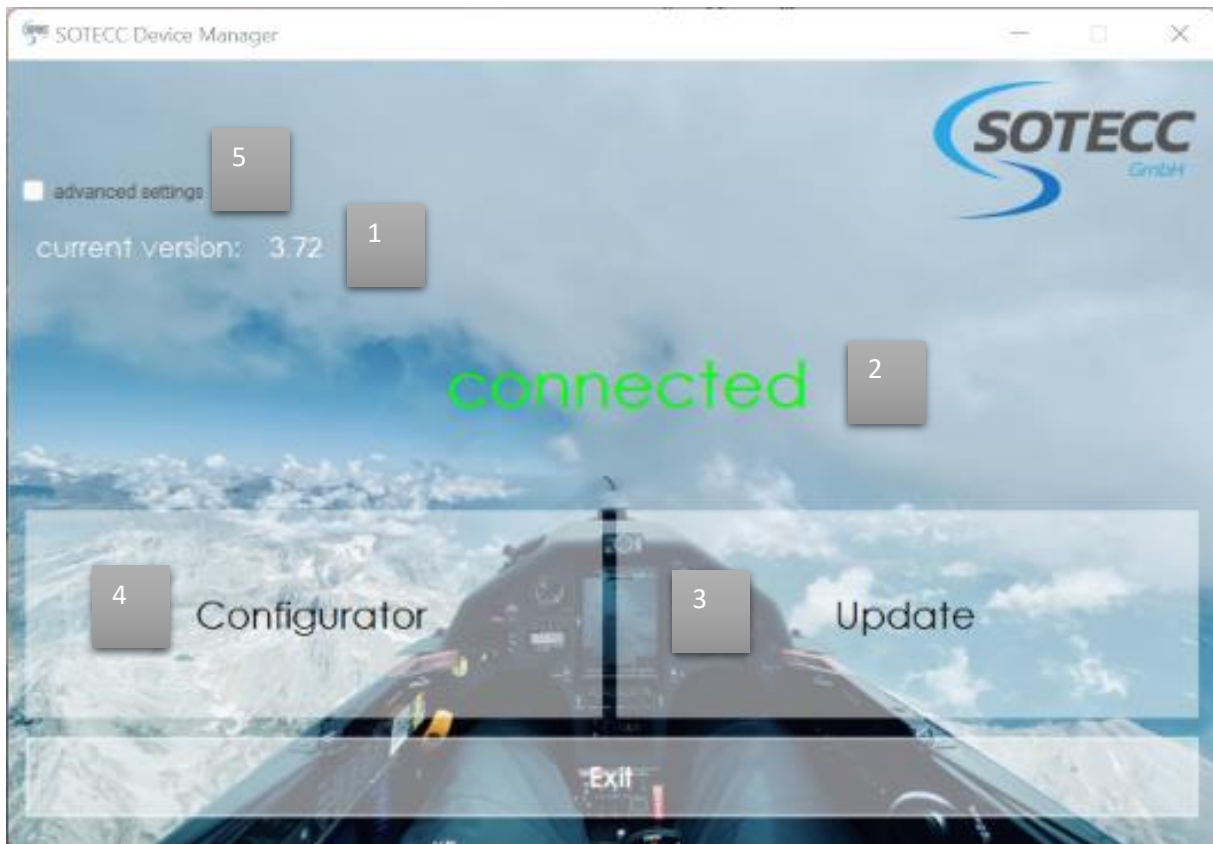 SOTECC Device Manager
SOTECC
GmbH
5
advanced settings
1
current version: 3.72
connected
2
4
Configurator
3
Update
Exit